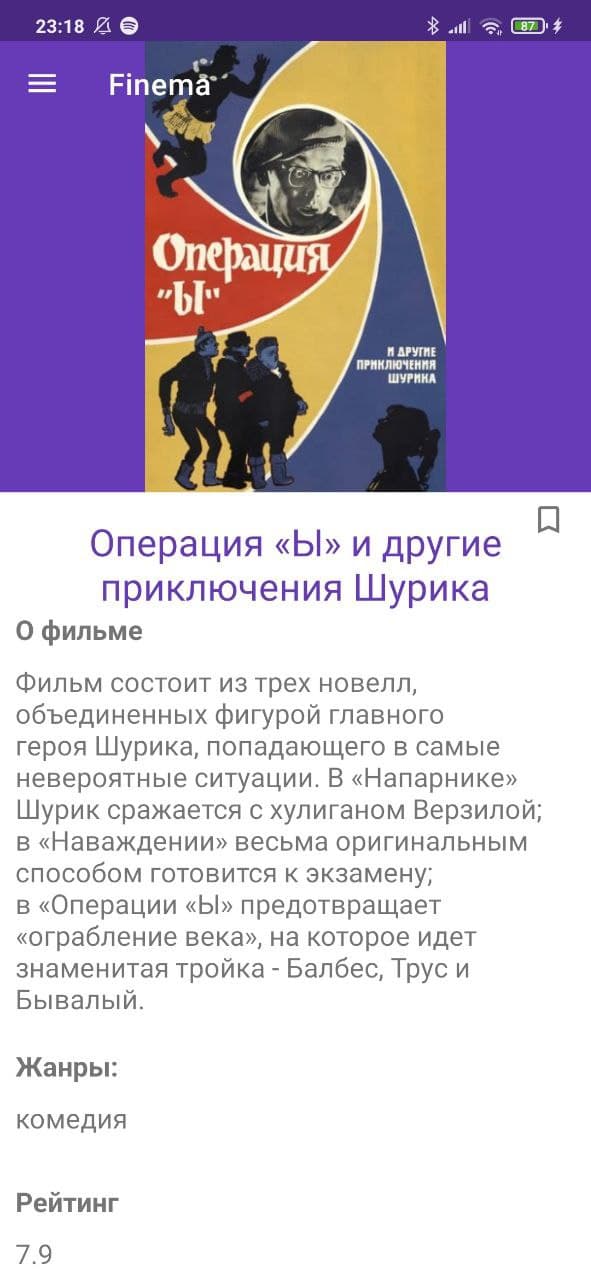 23:18
87
Finema
Операция
"Ы"
И ДРУГИЕ
ПРИКЛЮЧЕНИЯ
ШУРИКА
Операция «Ы» и другие
приключения Шурика
О фильме
Фильм состоит из трех новелл,
объединенных фигурой главного
героя Шурика, попадающего в самые
невероятные ситуации. В «Напарнике»
Шурик сражается с хулиганом Верзилой;
в «Наваждении» весьма оригинальным
способом готовится к экзамену;
в «Операции «Ы» предотвращает
«ограбление века», на которое идет
знаменитая тройка - Балбес, Трус и
Бывалый.
Жанры:
комедия
Рейтинг
7.9